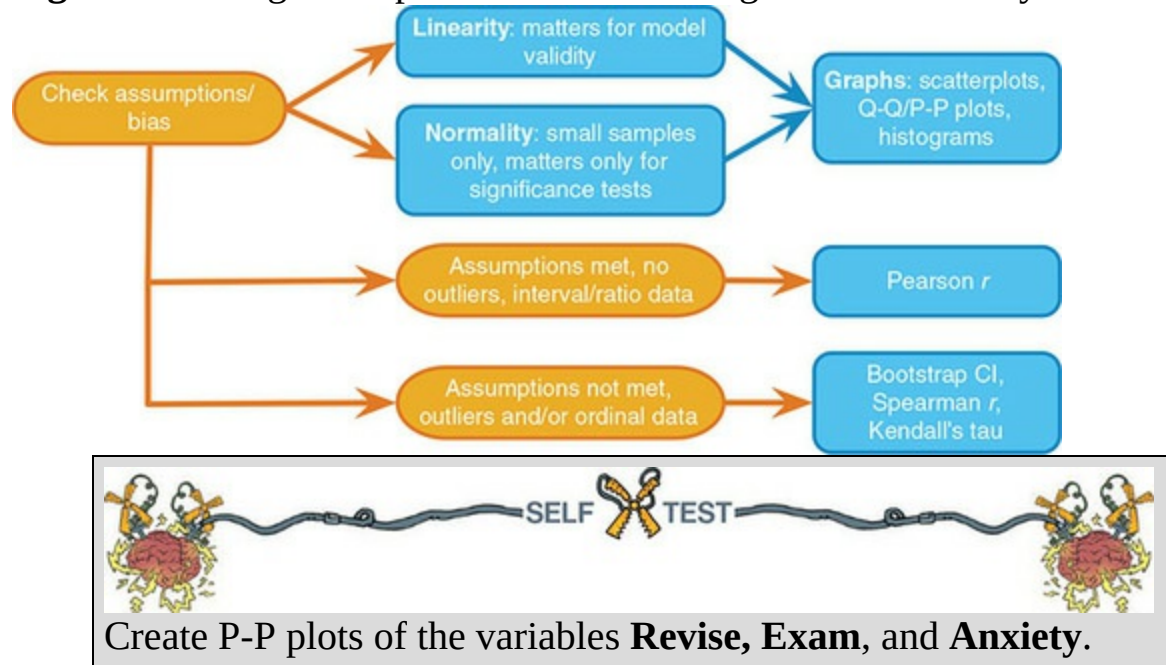 Linearity: matters for model
validity
Check assumptions/
bias
Normality: small samples
only, matters only for
significance tests
Graphs: scatterplots,
Q-Q/P-P plots,
histograms
Assumptions met, no
outliers, interval/ratio data
Pearson r
Assumptions not met,
outliers and/or ordinal data
Bootstrap CI,
Spearman r,
Kendall's tau
SELF TEST
Create P-P plots of the variables Revise, Exam, and Anxiety.